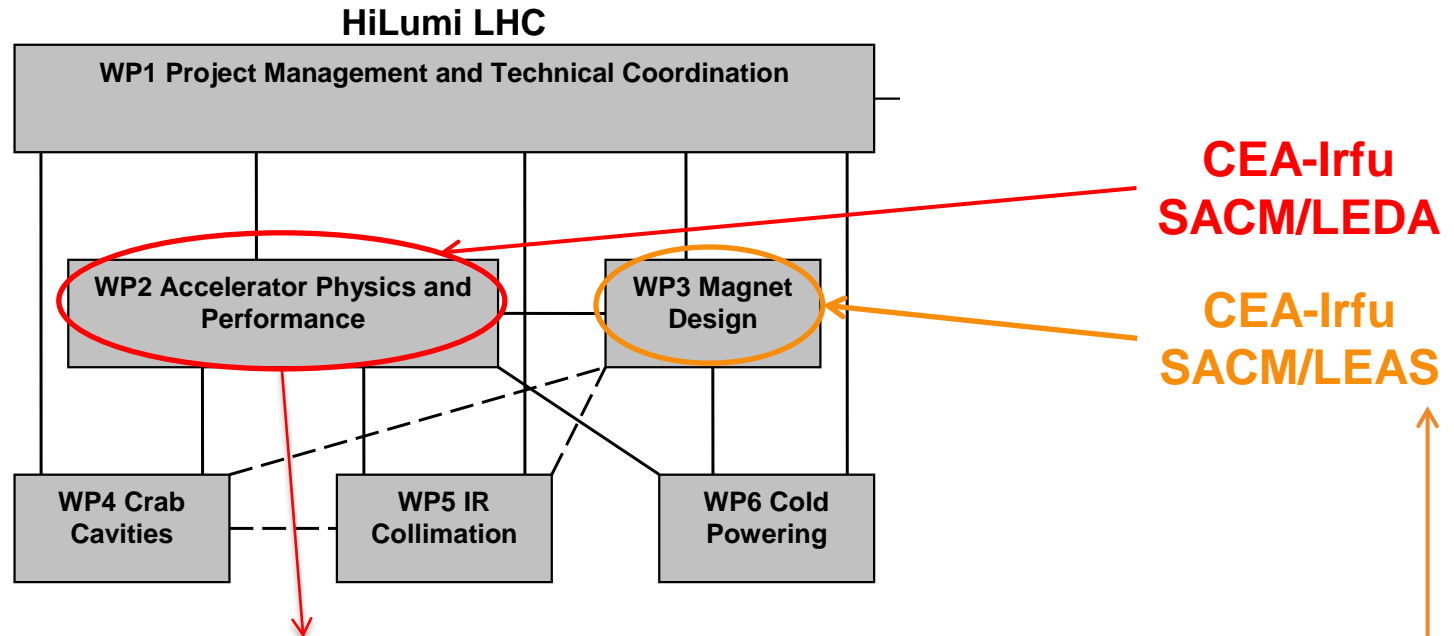 HiLumi LHC
WP1 Project Management and Technical Coordination
CEA-Irfu
SACM/LEDA
WP2 Accelerator Physics and
Performance
WP3 Magnet
Design
CEA-Irfu
SACM/LEAS
WP4 Crab
Cavities
WP5 IR
Collimation
WP6 Cold
Powering